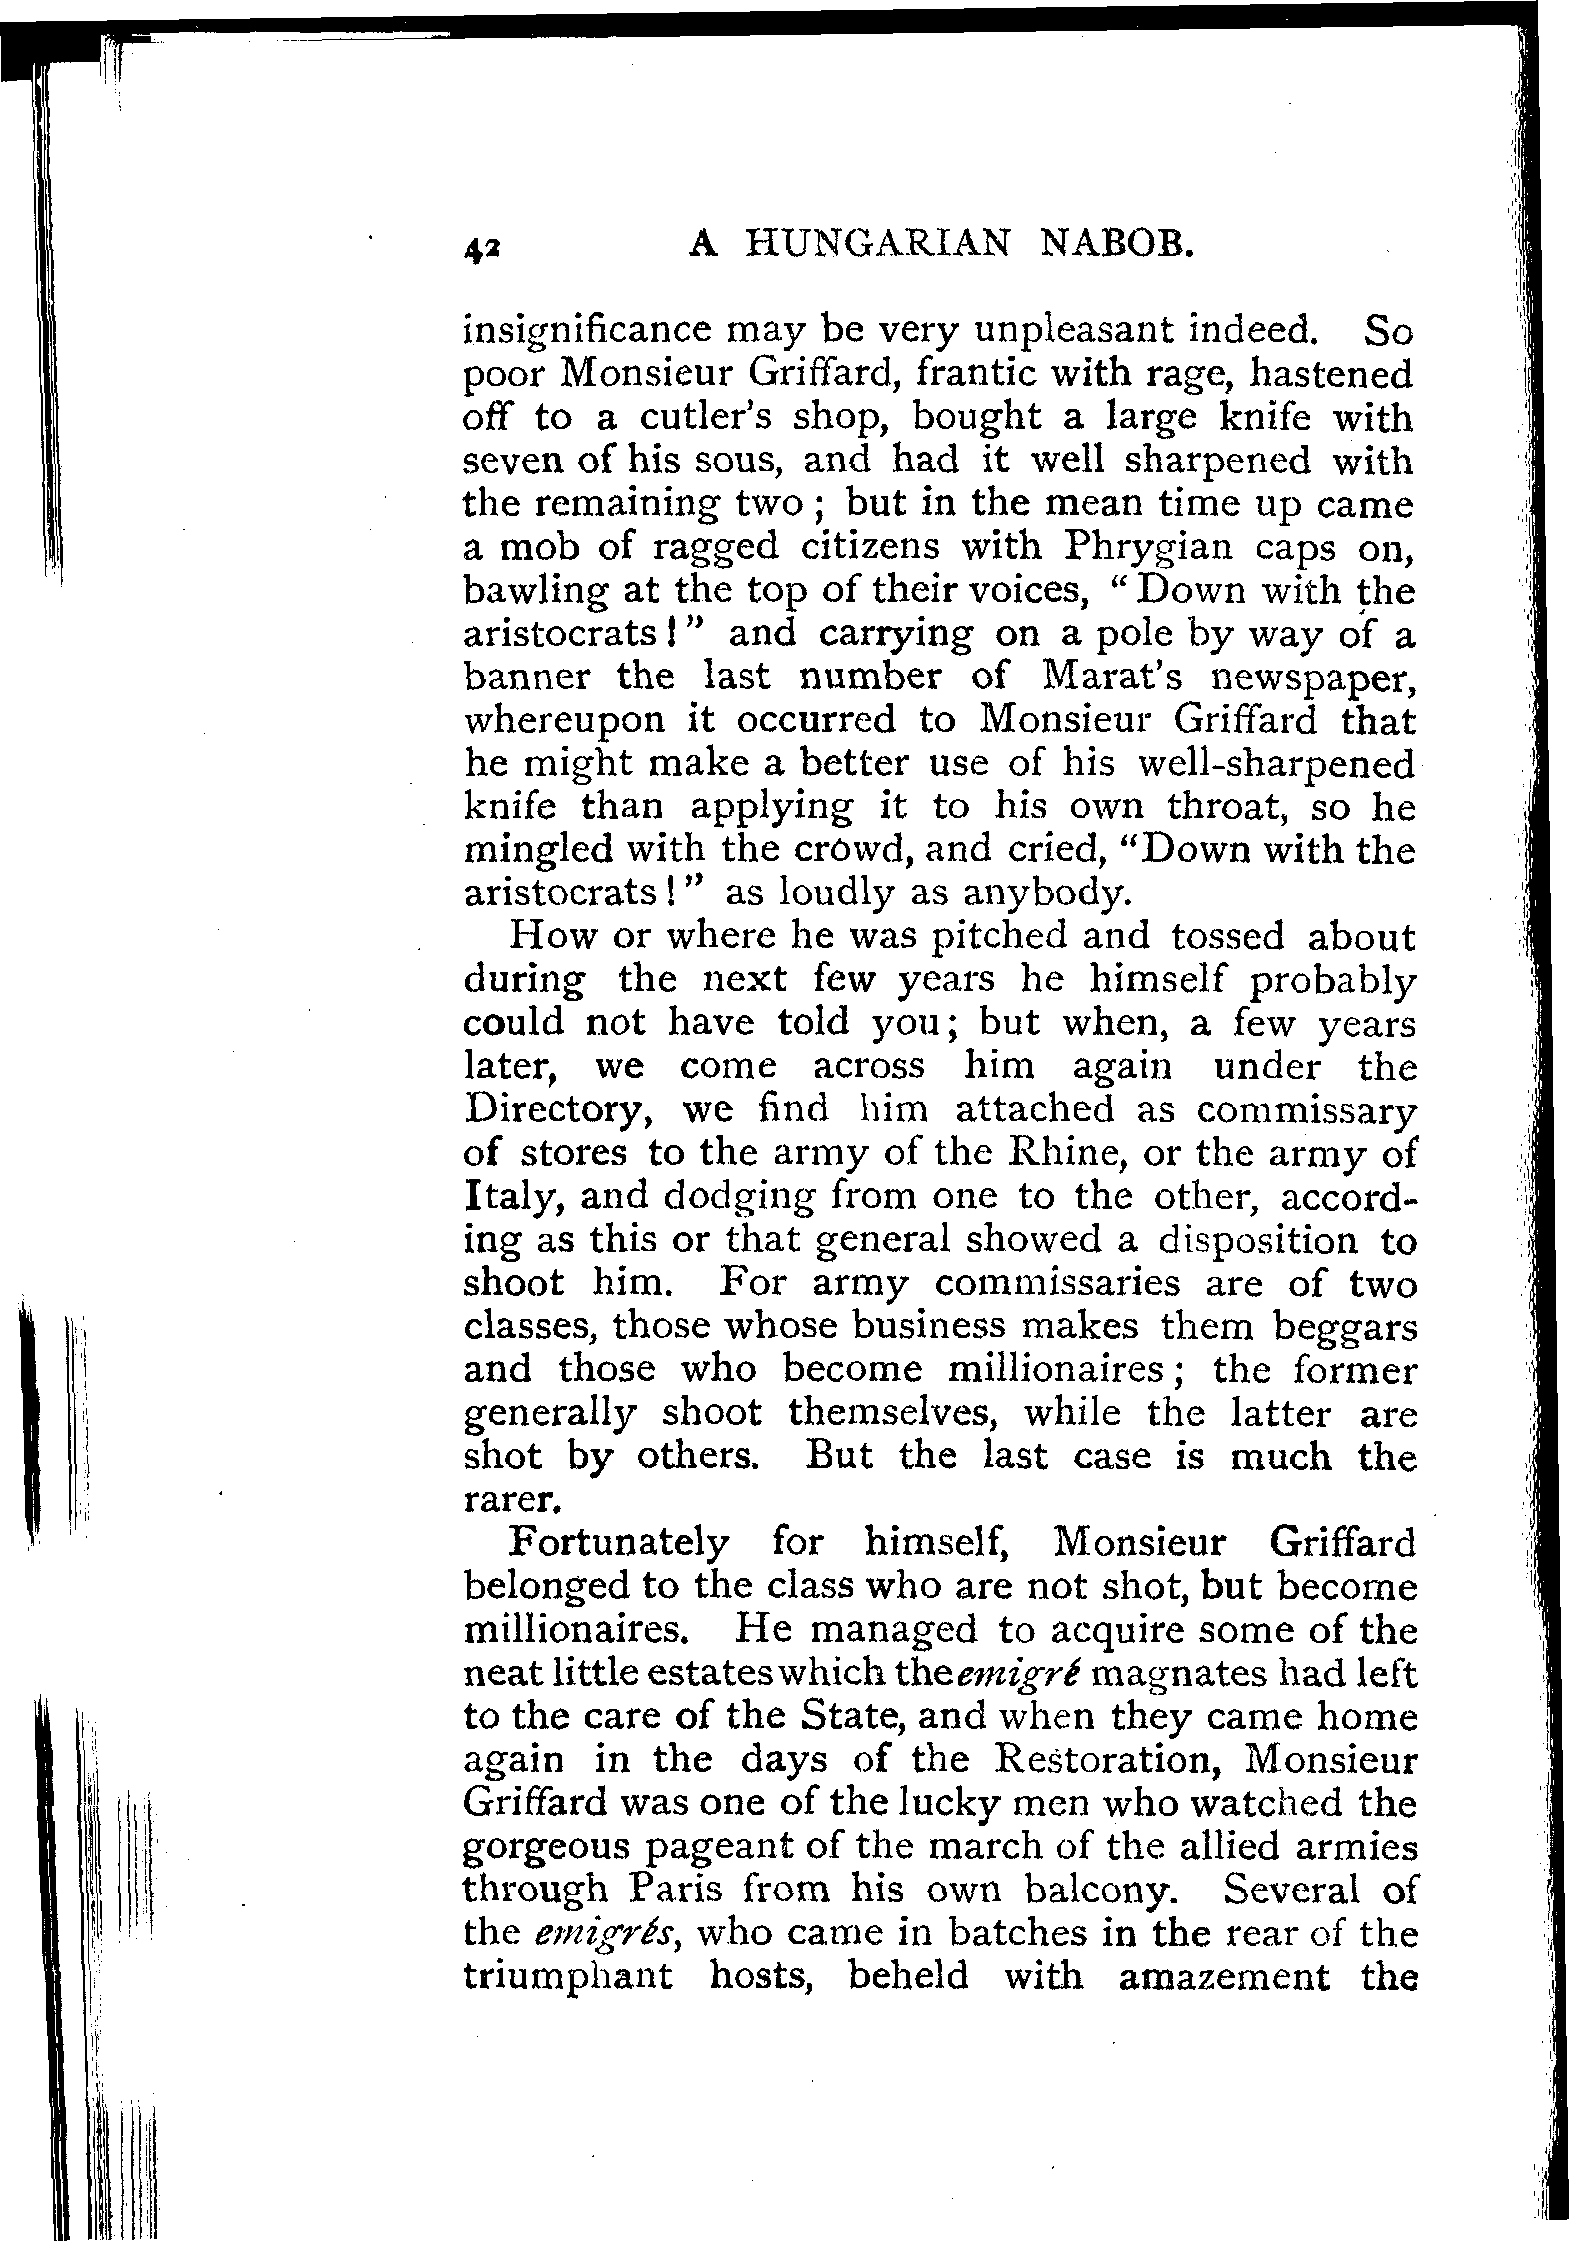 42 A HUNGARIAN NABOB.
insignificance may be very unpleasant indeed. So
poor Monsieur Griffard, frantic with rage, hastened
off to a cutler's shop, bought a large knife with
seven of his sous, and had it well sharpened with
the remaining two; but in the mean time up came
a mob of ragged citizens with Phrygian caps on,
bawling at the top of their voices, "Down with the
aristocrats!" and carrying on a pole by way of a
banner the last number of Marat's newspaper,
whereupon it occurred to Monsieur Griffard that
he might make a better use of his well-sharpened
knife than applying it to his own throat, so he
mingled with the crowd, and cried, "Down with the
aristocrats!" as loudly as anybody.
How or where he was pitched and tossed about
during the next few years he himself probably
could not have told you; but when, a few years
later, we come across him again under the
Directory, we find him attached as commissary
of stores to the army of the Rhine, or the army of
Italy, and dodging from one to the other, accord-
ing as this or that general showed a disposition to
shoot him. For army commissaries are of two
classes, those whose business makes them beggars
and those who become millionaires; the former
generally shoot themselves, while the latter are
shot by others. But the last case is much the
rarer.
Fortunately for himself, Monsieur Griffard
belonged to the class who are not shot, but become
millionaires. He managed to acquire some of the
neat little estates which the emigré magnates had left
to the care of the State, and when they came home
again in the days of the Restoration, Monsieur
Griffard was one of the lucky men who watched the
gorgeous pageant of the march of the allied armies
through Paris from his own balcony. Several of
the emigrés, who came in batches in the rear of the
triumphant hosts, beheld with amazement the